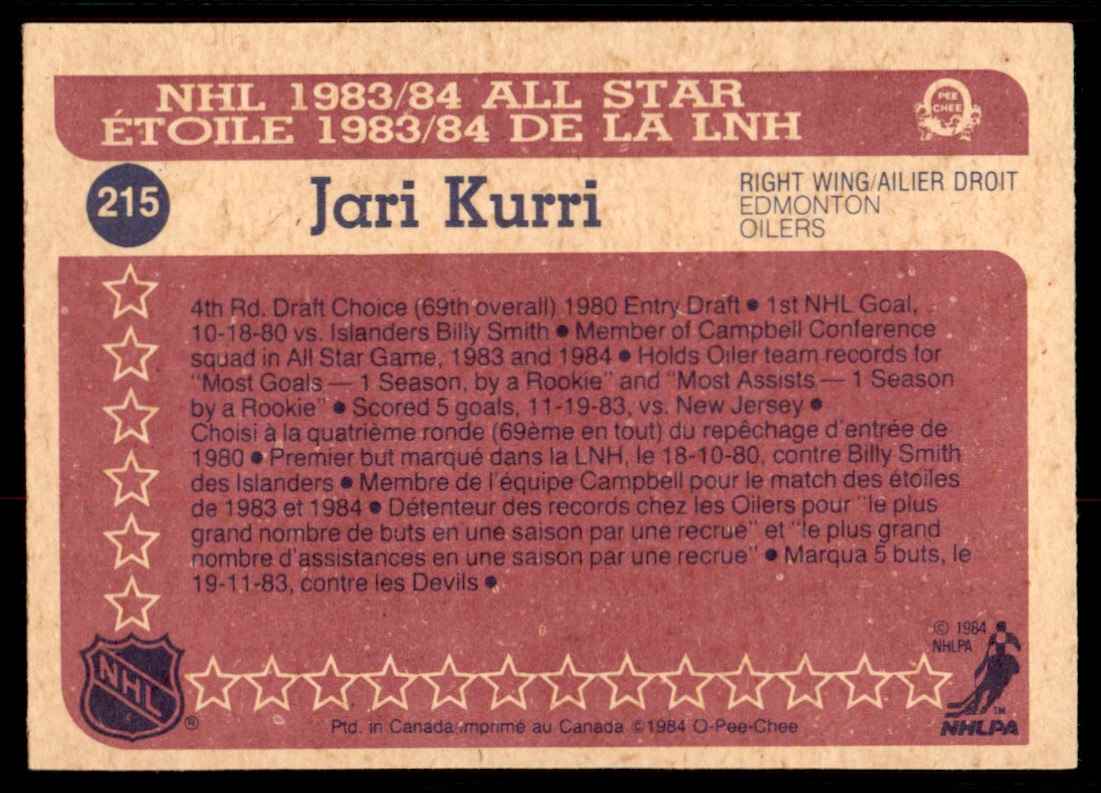 NHL 1983/84 ALL STAR
ÉTOILE 1983/84 DE LA LNH
O
PEE
CHEE
215
Jari Kurri
RIGHT WING/AILIER DROIT
EDMONTON
OILERS
4th Rd. Draft Choice (69th overall) 1980 Entry Draft • 1st NHL Goal,
10-18-80 vs. Islanders Billy Smith • Member of Campbell Conference
squad in All Star Game, 1983 and 1984 • Holds Oiler team records for
"Most Goals — 1 Season, by a Rookie" and "Most Assists — 1 Season
by a Rookie" • Scored 5 goals, 11-19-83, vs. New Jersey •
Choisi à la quatrième ronde (69ème en tout) du repêchage d'entrée de
1980 • Premier but marqué dans la LNH, le 18-10-80, contre Billy Smith
des Islanders • Membre de l'équipe Campbell pour le match des étoiles
de 1983 et 1984 • Détenteur des records chez les Oilers pour "le plus
grand nombre de buts en une saison par une recrue" et "le plus grand
nombre d'assistances en une saison par une recrue" • Marqua 5 buts, le
19-11-83, contre les Devils •
© 1984
NHLPA
NHL
®
TM
NHLPA
Ptd. in Canada/Imprimé au Canada ©1984 O-Pee-Chee